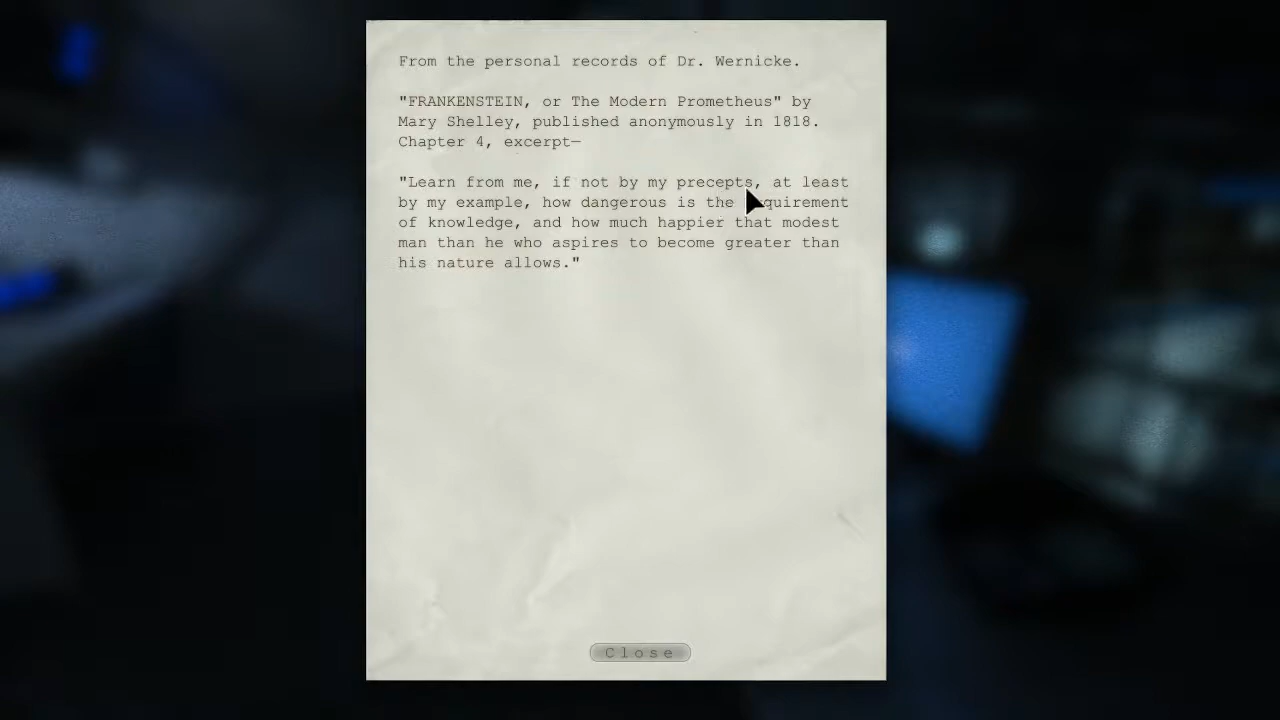 From the personal records of Dr. Wernicke.
"FRANKENSTEIN, or The Modern Prometheus" by
Mary Shelley, published anonymously in 1818.
Chapter 4, excerpt—
"Learn from me, if not by my precepts, at least
by my example, how dangerous is the quirement
of knowledge, and how much happier that modest
man than he who aspires to become greater than
his nature allows."
Close